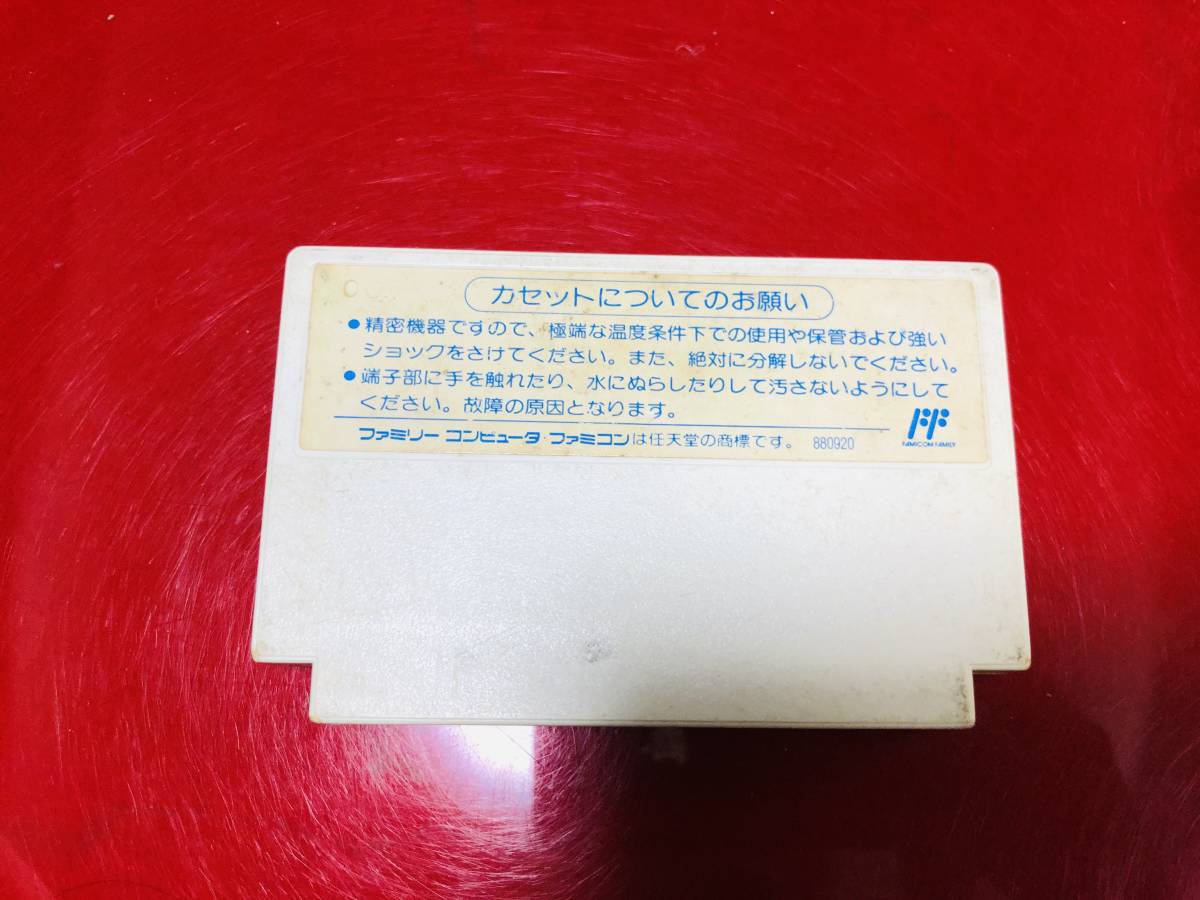 カセットについてのお願い
●精密機器ですので、極端な温度条件下での使用や保管および強い
ショックをさけてください。また、絶対に分解しないでください。
●端子部に手を触れたり、水にぬらしたりして汚さないようにして
ください。故障の原因となります。
ファミリー コンピュータ・ファミコンは任天堂の商標です。 880920
FAMICOM FAMILY